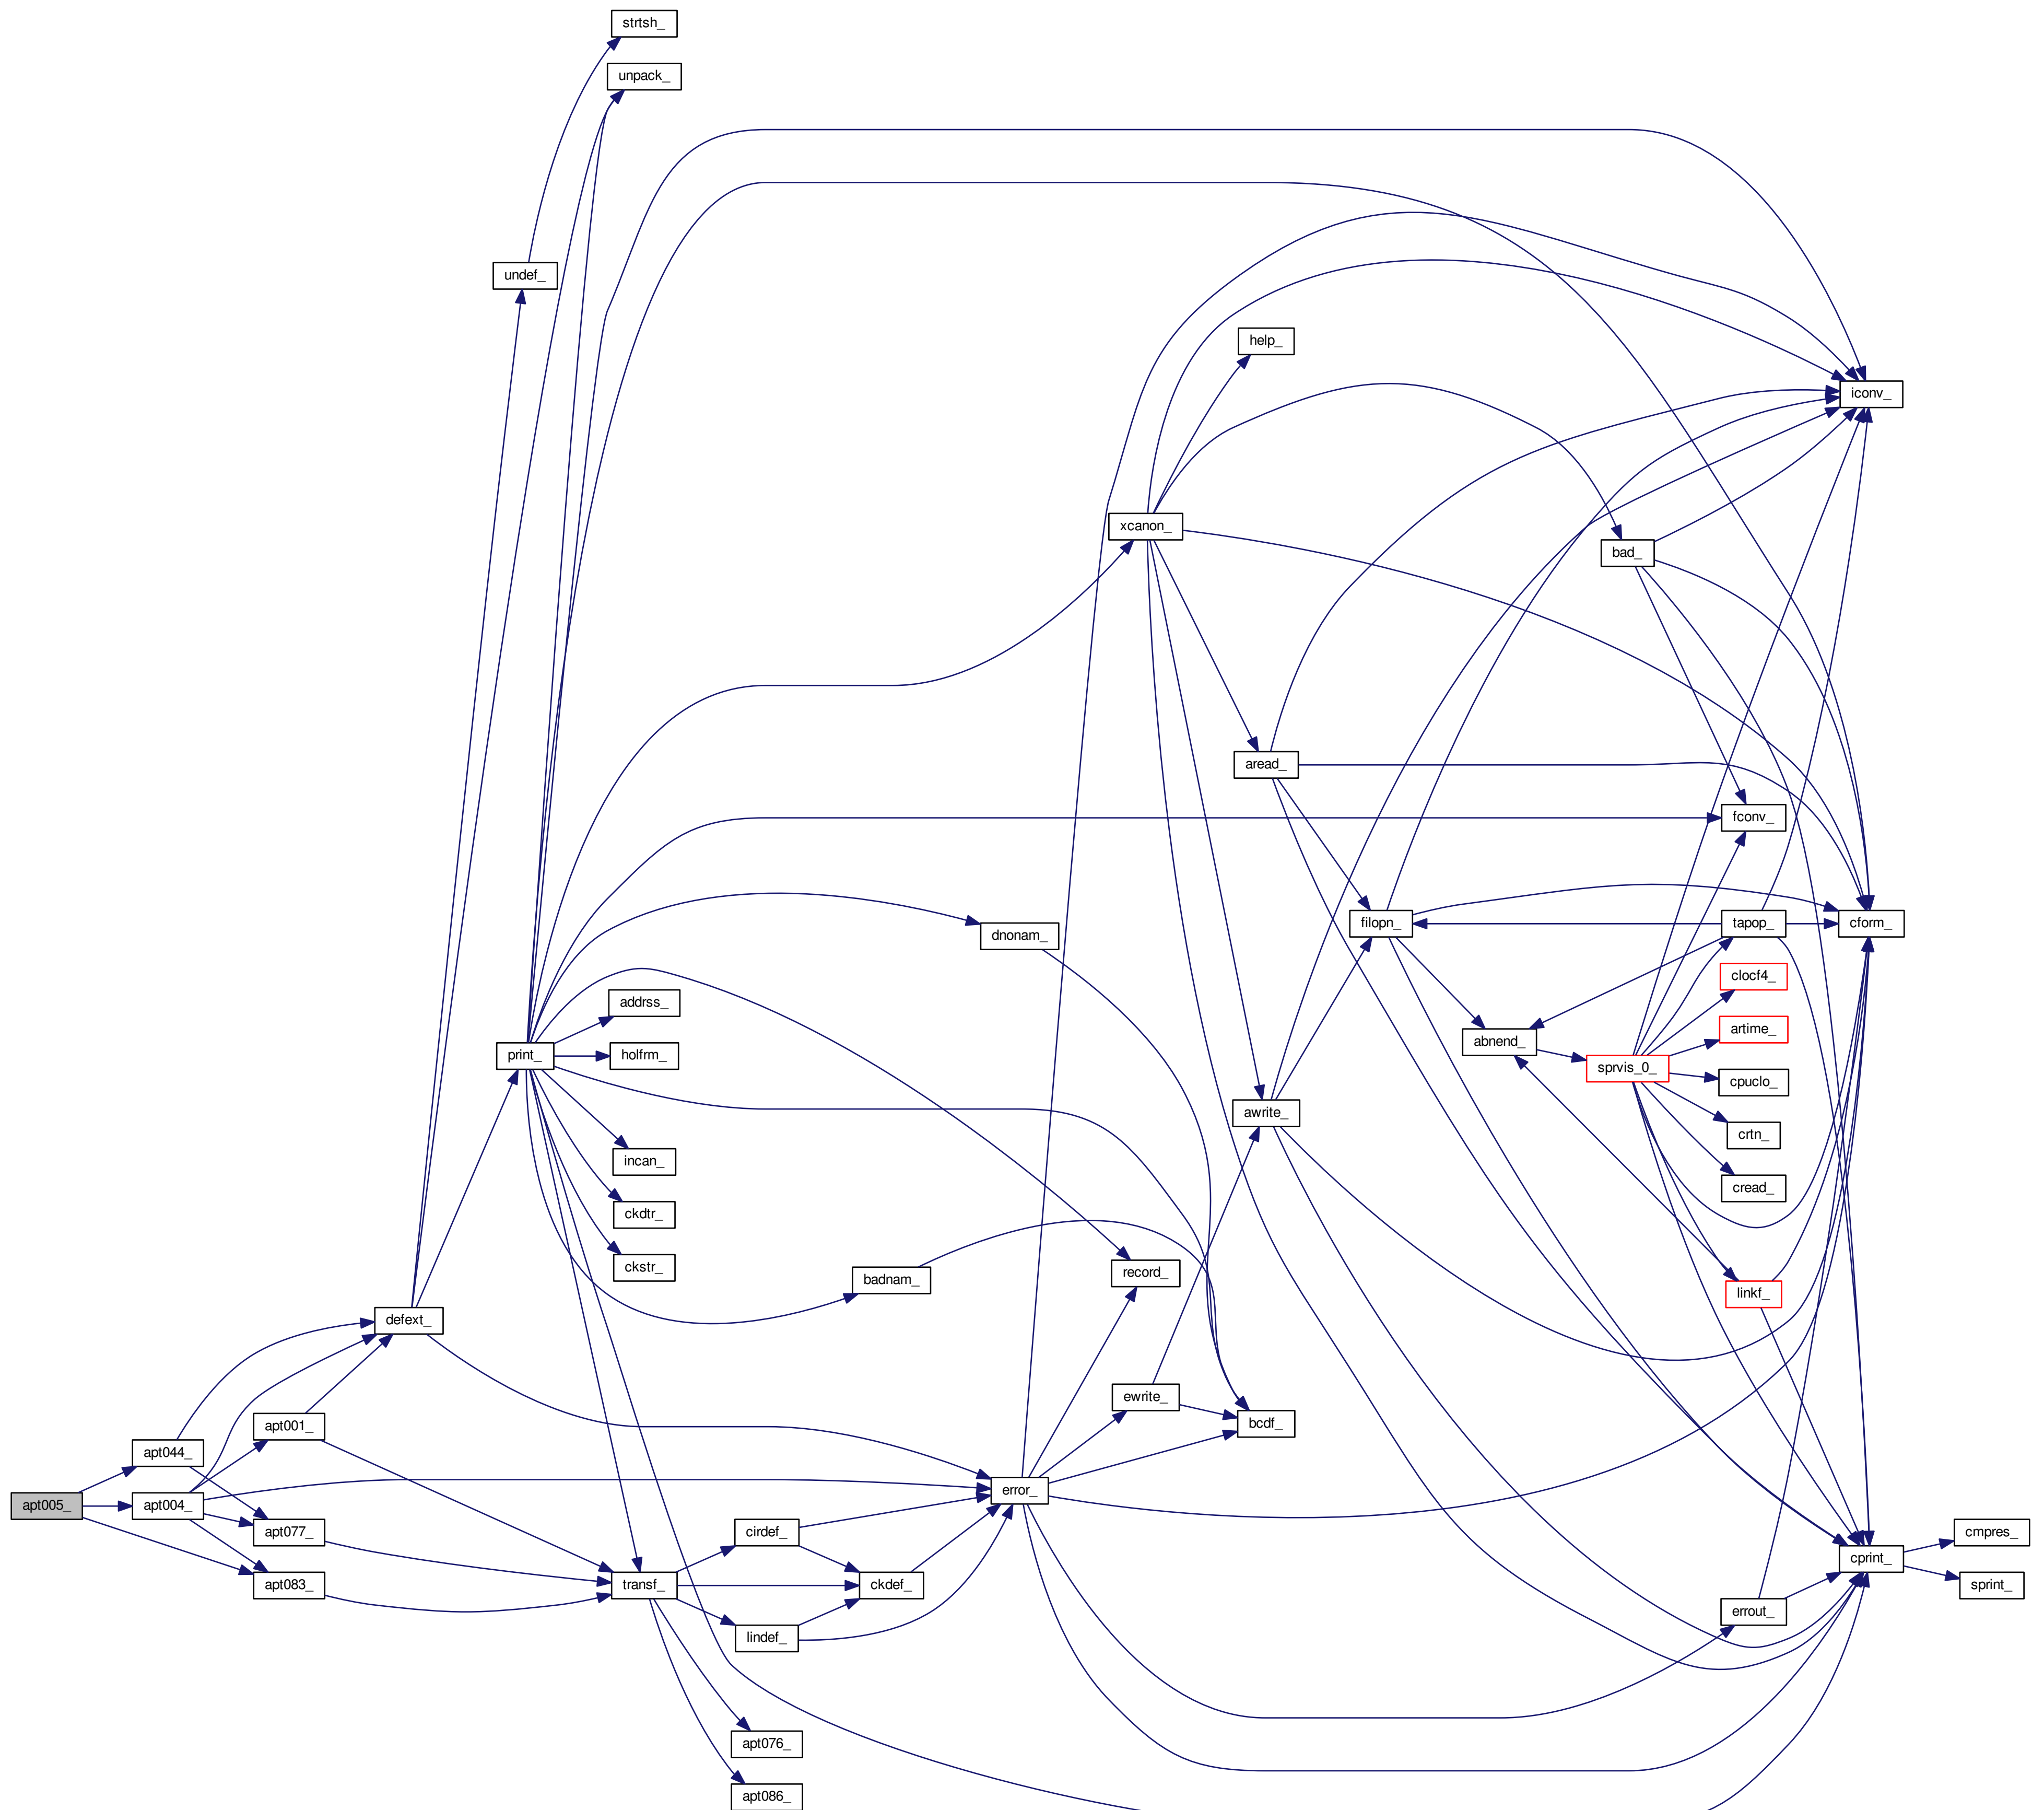 strtsh_
unpack_
undef_
help_
iconv_
xcanon_
bad_
aread_
fconv_
dnonam_
filopn_
tapop_
cform_
clocf4_
addrss_
artime_
print_
holfrm_
abnend_
sprvis_0_
cpuclo_
awrite_
crtn_
incan_
cread_
ckdtr_
ckstr_
badnam_
record_
linkf_
defext_
ewrite_
apt001_
bcdf_
apt044_
error_
apt005_
apt004_
apt077_
cirdef_
cmpres_
cprint_
apt083_
transf_
ckdef_
sprint_
errout_
lindef_
apt076_
apt086_